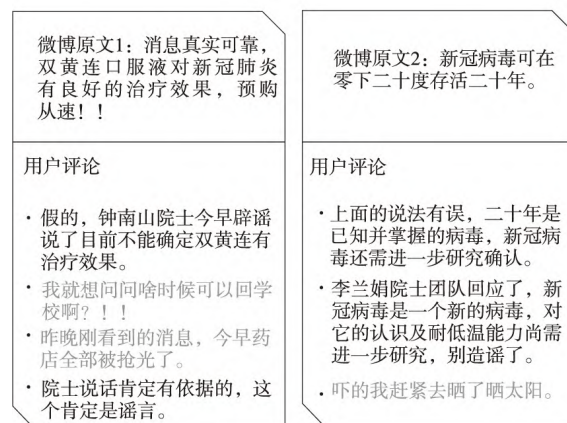 微博原文1：消息真实可靠，
双黄连口服液对新冠肺炎
有良好的治疗效果，预购
从速！！
用户评论
· 假的，钟南山院士今早辟谣
说了目前不能确定双黄连有
治疗效果。
· 我就想问问啥时候可以回学
校啊？！！
· 昨晚刚看到的消息，今早药
店全部被抢光了。
· 院士说话肯定有依据的，这
个肯定是谣言。
微博原文2：新冠病毒可在
零下二十度存活二十年。
用户评论
· 上面的说法有误，二十年是
已知并掌握的病毒，新冠病
毒还需进一步研究确认。
· 李兰娟院士团队回应了，新
冠病毒是一个新的病毒，对
它的认识及耐低温能力尚需
进一步研究，别造谣了。
· 吓的我赶紧去晒了晒太阳。